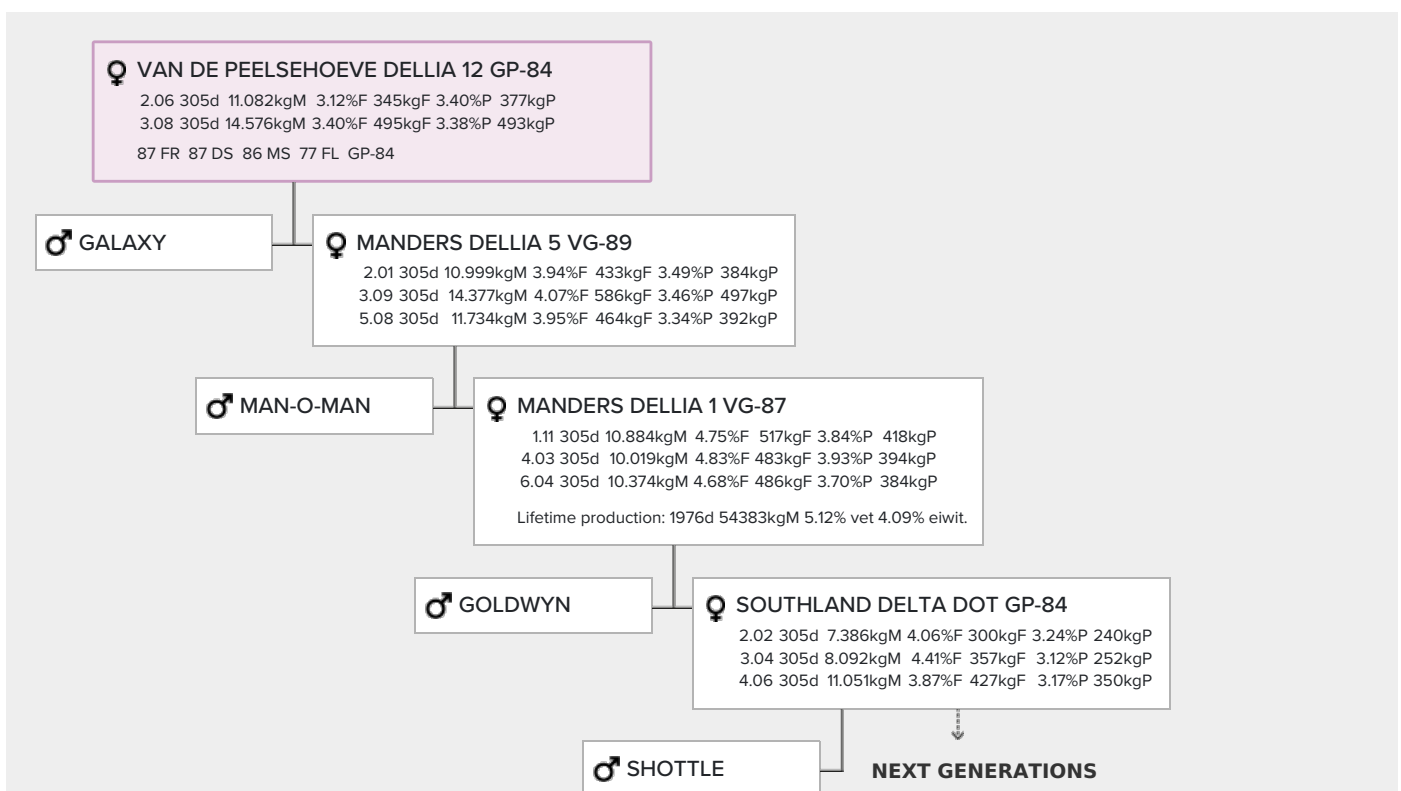 VAN DE PEELSEHOEVE DELLIA 12 GP-84
2.06 305d 11.082kgM 3.12%F 345kgF 3.40%P 377kgP
3.08 305d 14.576kgM 3.40%F 495kgF 3.38%P 493kgP
87 FR 87 DS 86 MS 77 FL GP-84
GALAXY
MANDERS DELLIA 5 VG-89
2.01 305d 10.999kgM 3.94%F 433kgF 3.49%P 384kgP
3.09 305d 14.377kgM 4.07%F 586kgF 3.46%P 497kgP
5.08 305d 11.734kgM 3.95%F 464kgF 3.34%P 392kgP
MAN-O-MAN
MANDERS DELLIA 1 VG-87
1.11 305d 10.884kgM 4.75%F 517kgF 3.84%P 418kgP
4.03 305d 10.019kgM 4.83%F 483kgF 3.93%P 394kgP
6.04 305d 10.374kgM 4.68%F 486kgF 3.70%P 384kgP
Lifetime production: 1976d 54383kgM 5.12% vet 4.09% eiwit.
GOLDWYN
SOUTHLAND DELTA DOT GP-84
2.02 305d 7.386kgM 4.06%F 300kgF 3.24%P 240kgP
3.04 305d 8.092kgM 4.41%F 357kgF 3.12%P 252kgP
4.06 305d 11.051kgM 3.87%F 427kgF 3.17%P 350kgP
SHOTTLE
NEXT GENERATIONS